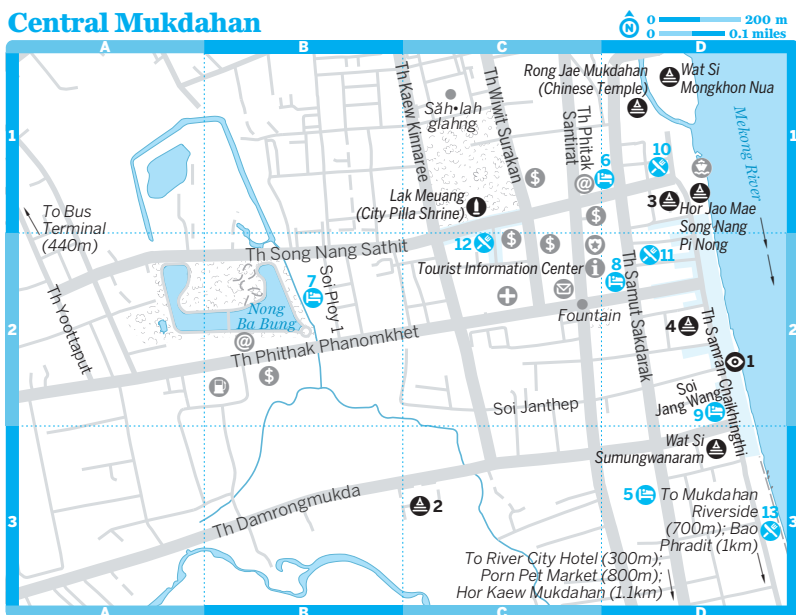 Central Mukdahan
N
0 200 m
0 0.1 miles
A B C D
1
Rong Jae Mukdahan
(Chinese Temple)
Wat Si
Mongkhon Nua
Th Kaew Kinnaree
Săh•lah
glahng
Th Wiwit Surakan
Th Phitak
Santirat
Mekong River
6
10
$
@
Lak Meuang
(City Pilla Shrine)
3
Hor Jao Mae
Song Nang
Pi Nong
$
To Bus
Terminal
(440m)
12
$
$
Th Song Nang Sathit
11
Tourist Information Center
i
7
8
Soi Ploy 1
Th Samut Sakdarak
Th Yoottaput
Nong
Ba Bung
Fountain
2
@
4
Th Samran Chaikhingthi
1
Th Phithak Phanomkhet
$
Soi
Jang Wang
9
Soi Janthep
Wat Si
Sumungwanaram
5
To Mukdahan
Riverside
(700m); Bao
Phradit (1km)
13
2
3
Th Damrongmukda
To River City Hotel (300m);
Porn Pet Market (800m);
Hor Kaew Mukdahan (1.1km)
1
2
3
A B C D